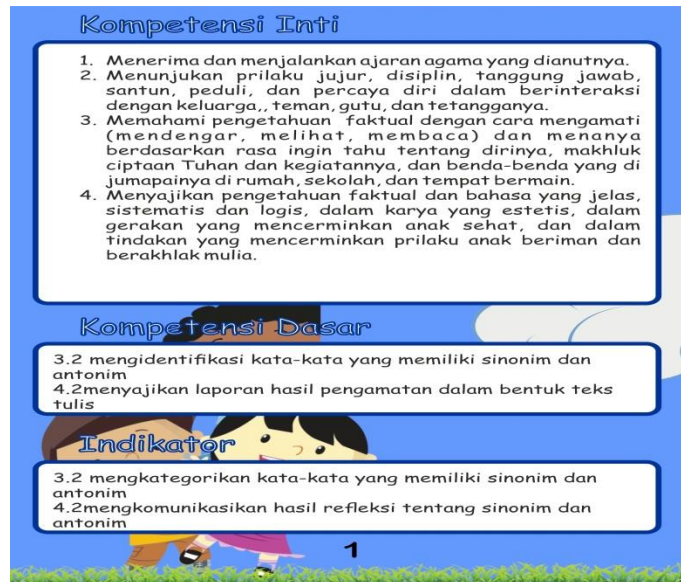 Kompetensi Inti
1. Menerima dan menjalankan ajaran agama yang dianutnya.
2. Menunjukan prilaku jujur, disiplin, tanggung jawab,
santun, peduli, dan percaya diri dalam berinteraksi
dengan keluarga,, teman, gutu, dan tetangganya.
3. Memahami pengetahuan faktual dengan cara mengamati
(mendengar, melihat, membaca) dan menanya
berdasarkan rasa ingin tahu tentang dirinya, makhluk
ciptaan Tuhan dan kegiatannya, dan benda-benda yang di
jumapainya di rumah, sekolah, dan tempat bermain.
4. Menyajikan pengetahuan faktual dan bahasa yang jelas,
sistematis dan logis, dalam karya yang estetis, dalam
gerakan yang mencerminkan anak sehat, dan dalam
tindakan yang mencerminkan prilaku anak beriman dan
berakhlak mulia.
Kompetensi Dasar
3.2 mengidentifikasi kata-kata yang memiliki sinonim dan
antonim
4.2menyajikan laporan hasil pengamatan dalam bentuk teks
tulis
Indikator
3.2 mengkategorikan kata-kata yang memiliki sinonim dan
antonim
4.2mengkomunikasikan hasil refleksi tentang sinonim dan
antonim
1